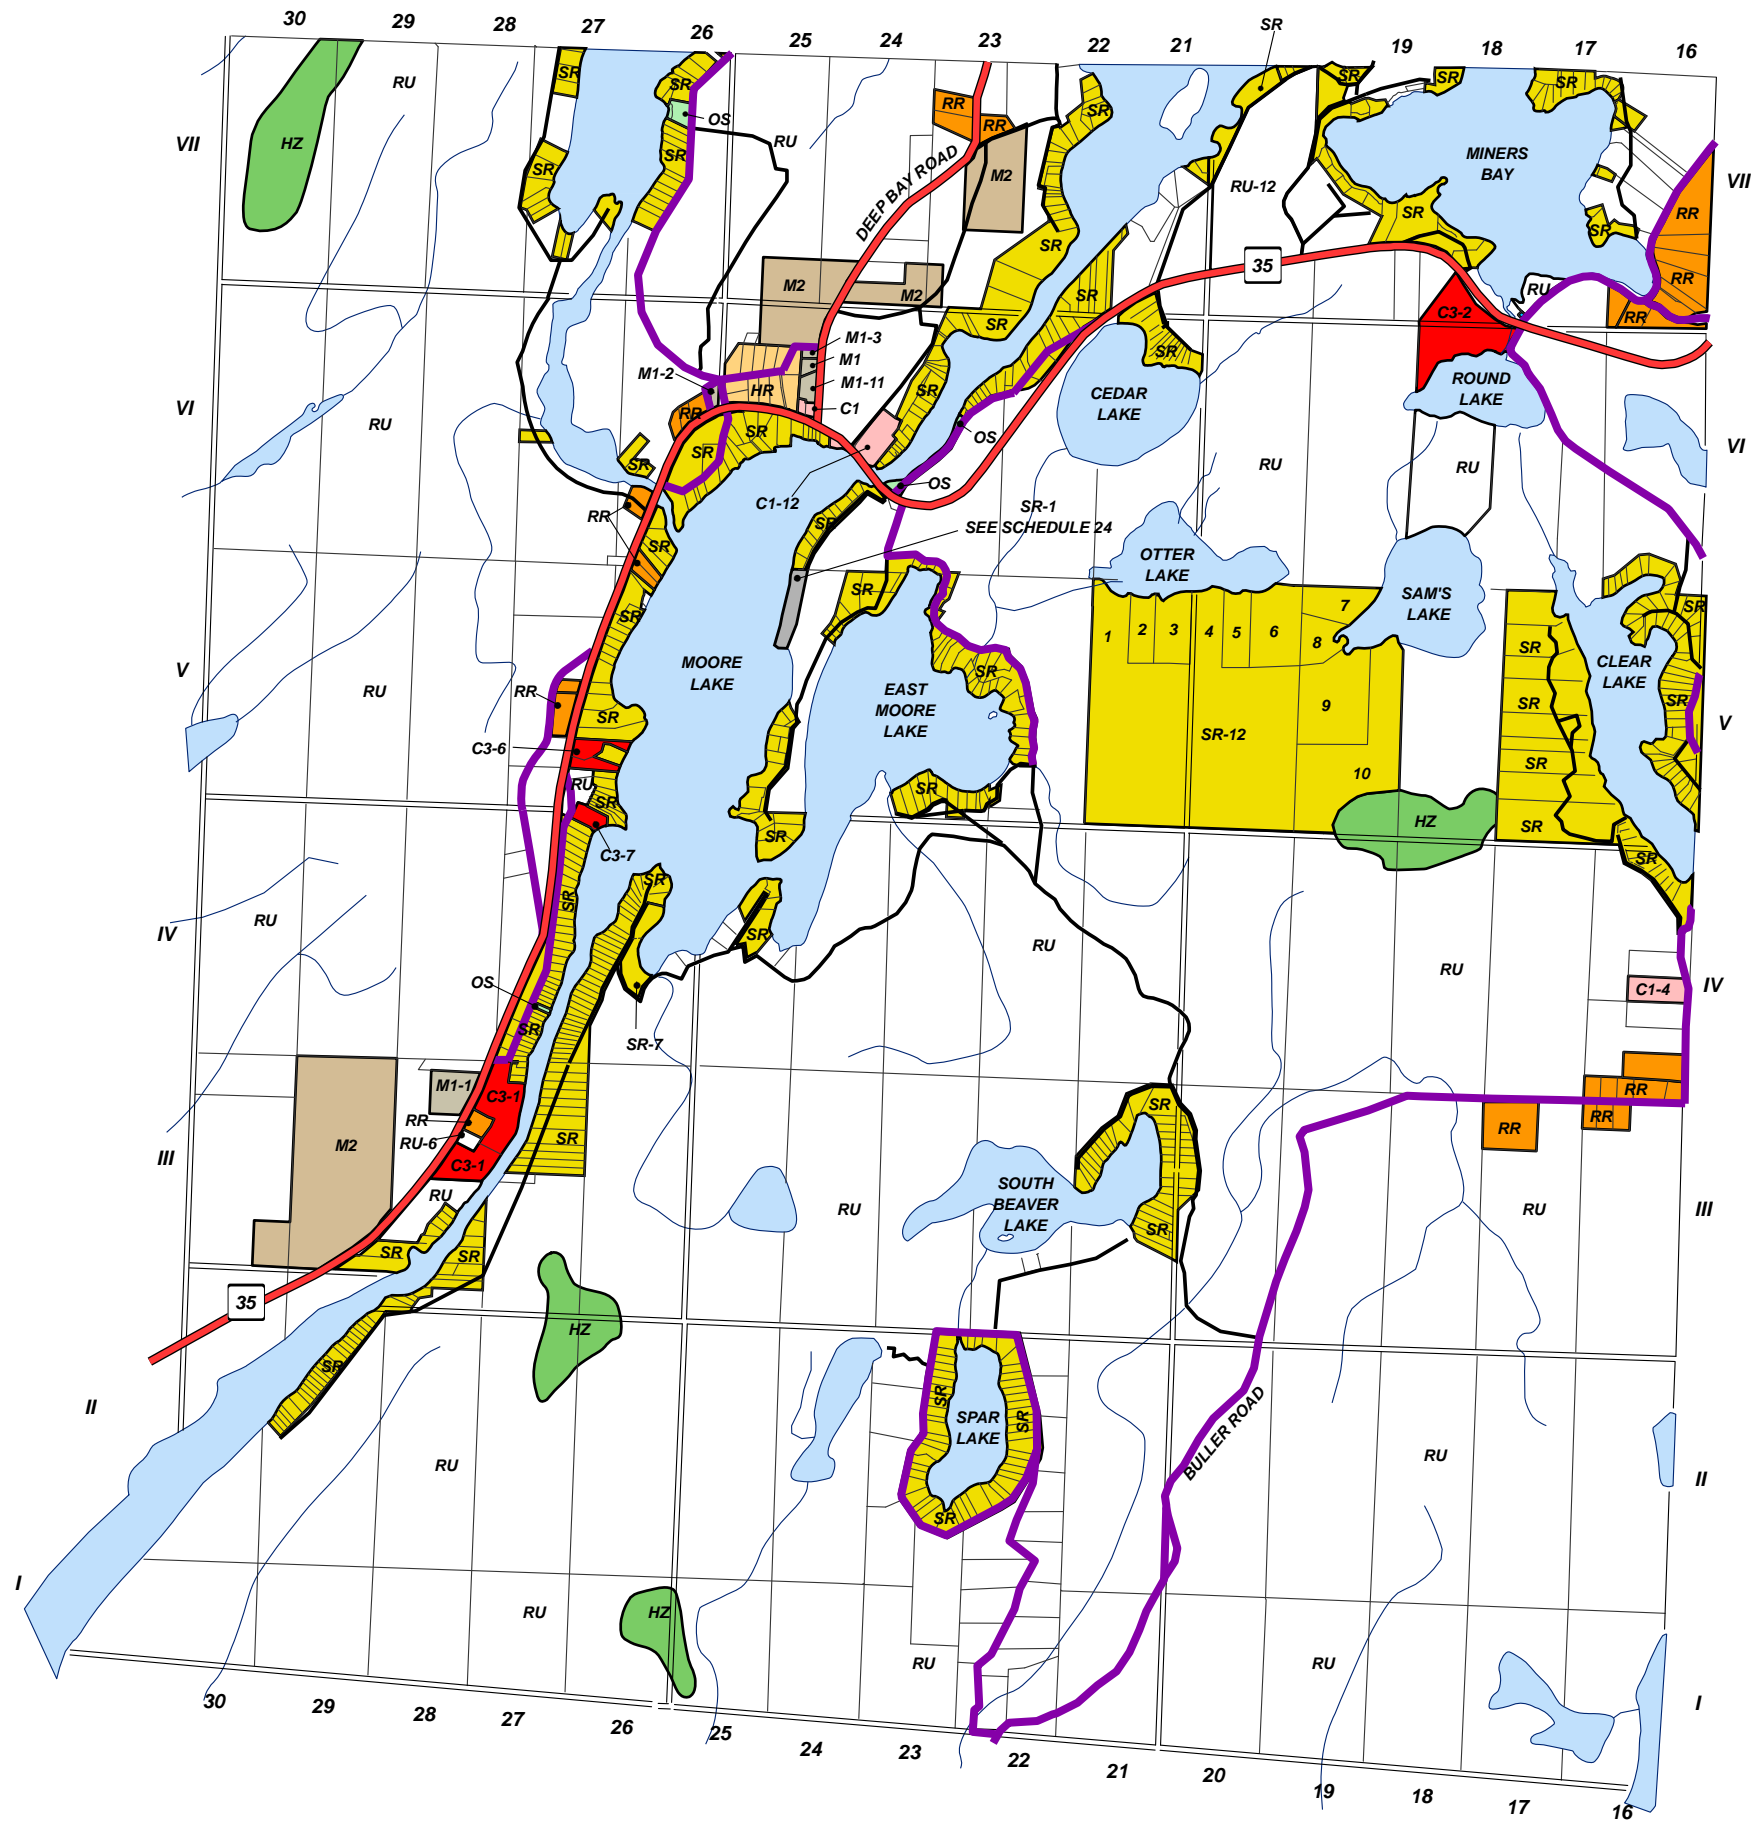 30
29
28
27
26
25
24
23
22
21
SR
19
18
17
16
RU
SR
SR
SR
SR
SR
RR
SR
OS
RR
VII
HZ
RU
MINERS
BAY
SR
SR
DEEP BAY ROAD
M2
RU-12
VII
SR
RR
SR
SR
35
M2
M2
SR
RU
RR
C3-2
RR
SR
M1-3
M1
SR
M1-2
M1-11
HR
C1
SR
CEDAR
LAKE
ROUND
LAKE
VI
RU
RR
SR
OS
VI
SR
SR
RU
RU
OS
C1-12
SR-1
SEE SCHEDULE 24
RR
SR
SR
OTTER
LAKE
SR
SAM'S
LAKE
7
SR
SR
1
2
3
4
5
6
8
SR
V
MOORE
LAKE
SR
CLEAR
LAKE
RU
RR
EAST
MOORE
LAKE
SR
SR
9
V
SR
SR-12
C3-6
SR
10
RU
SR
SR
SR
HZ
SR
C3-7
SR
SR
SR
IV
RU
SR
RU
RU
OS
C1-4
IV
SR
SR-7
M1-1
C3-1
RR
SR
RR
RR
RU-6
RR
M2
SR
III
C3-1
RU
RU
SOUTH
BEAVER
LAKE
SR
RU
III
SR
SR
35
HZ
SR
SR
SR
SPAR
LAKE
II
BULLER ROAD
RU
RU
II
SR
I
RU
HZ
RU
RU
I
30
29
28
27
26
25
24
23
22
21
20
19
18
17
16